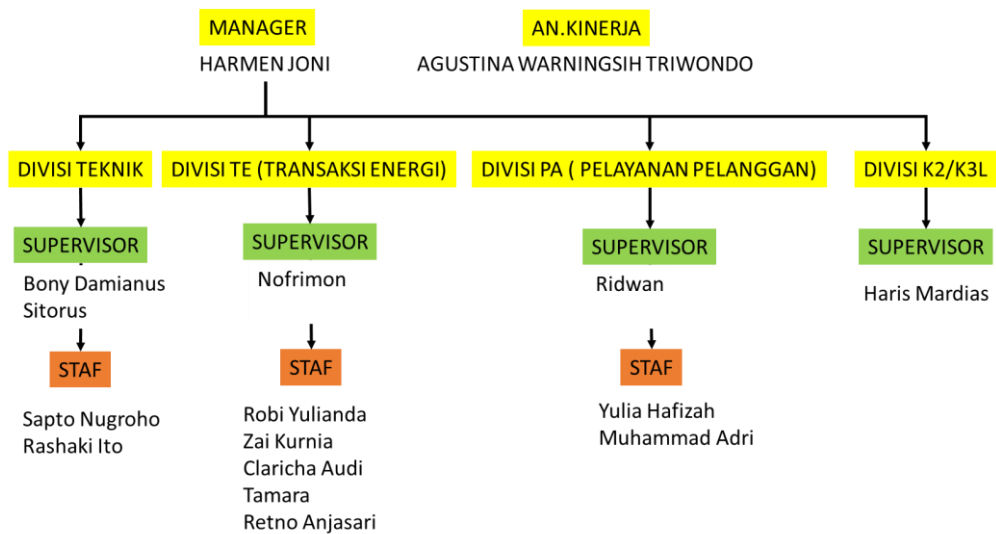 MANAGER
HARMEN JONI
AN.KINERJA
AGUSTINA WARNINGSIH TRIWONDO
DIVISI TEKNIK
SUPERVISOR
Bony Damianus
Sitorus
STAF
Sapto Nugroho
Rashaki Ito
DIVISI TE (TRANSAKSI ENERGI)
SUPERVISOR
Nofrimon
STAF
Robi Yulianda
Zai Kurnia
Claricha Audi
Tamara
Retno Anjasari
DIVISI PA ( PELAYANAN PELANGGAN)
SUPERVISOR
Ridwan
STAF
Yulia Hafizah
Muhammad Adri
DIVISI K2/K3L
SUPERVISOR
Haris Mardias